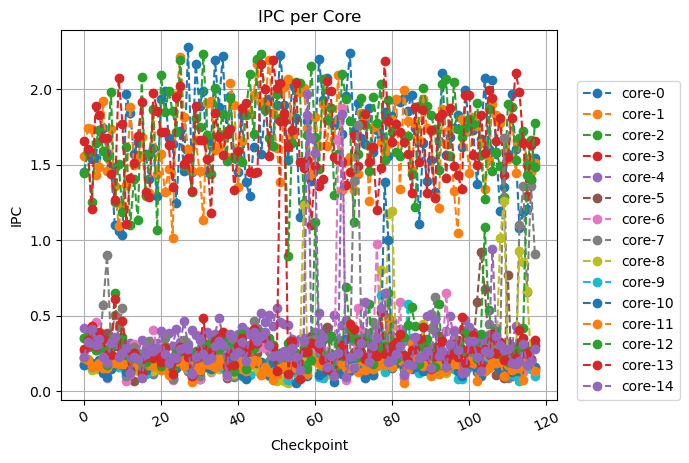 IPC per Core
IPC
2.0
1.5
1.0
0.5
0.0
0
20
40
60
80
100
120
Checkpoint
core-0
core-1
core-2
core-3
core-4
core-5
core-6
core-7
core-8
core-9
core-10
core-11
core-12
core-13
core-14